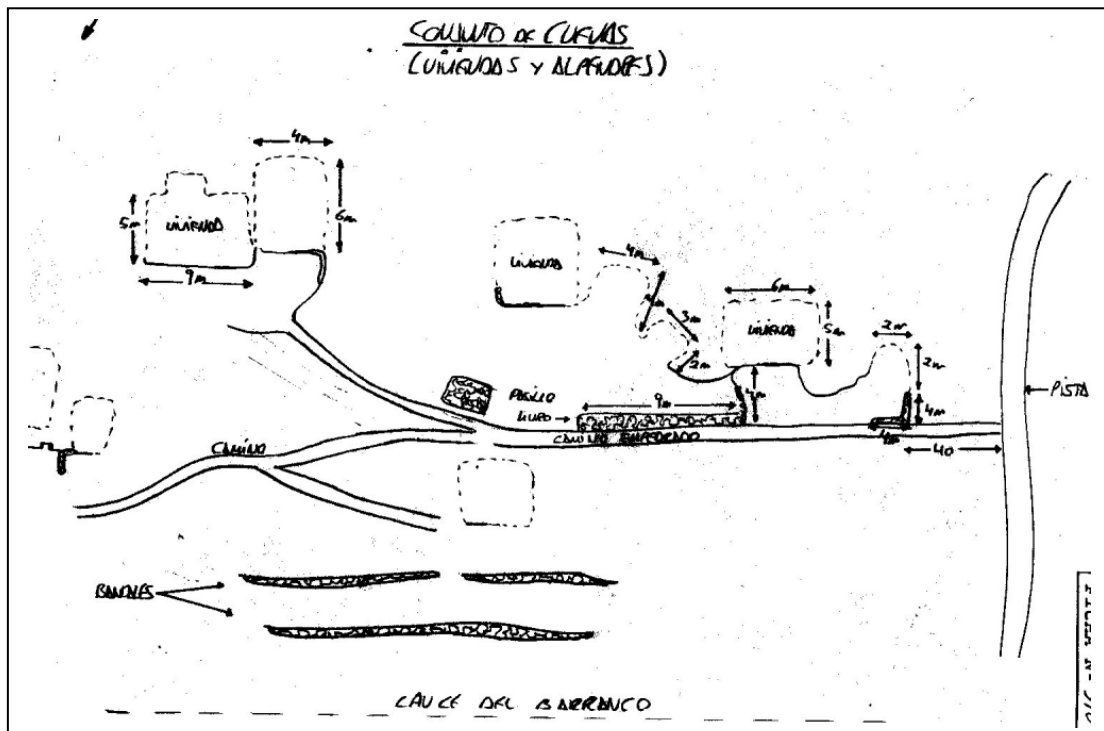 CONJUNTO DE CUEVAS
(VIVIENDAS Y ALPENDRES)
4m
5m
VIVIENDA
6m
9m
VIVIENDA
4m
3m
2m
6m
VIVIENDA
5m
2m
2m
4m
4m
40
PISTA
9m
MURO
CAMINO EMPEDRADO
CAMINO
BANCALES
CAUCE DEL BARRANCO